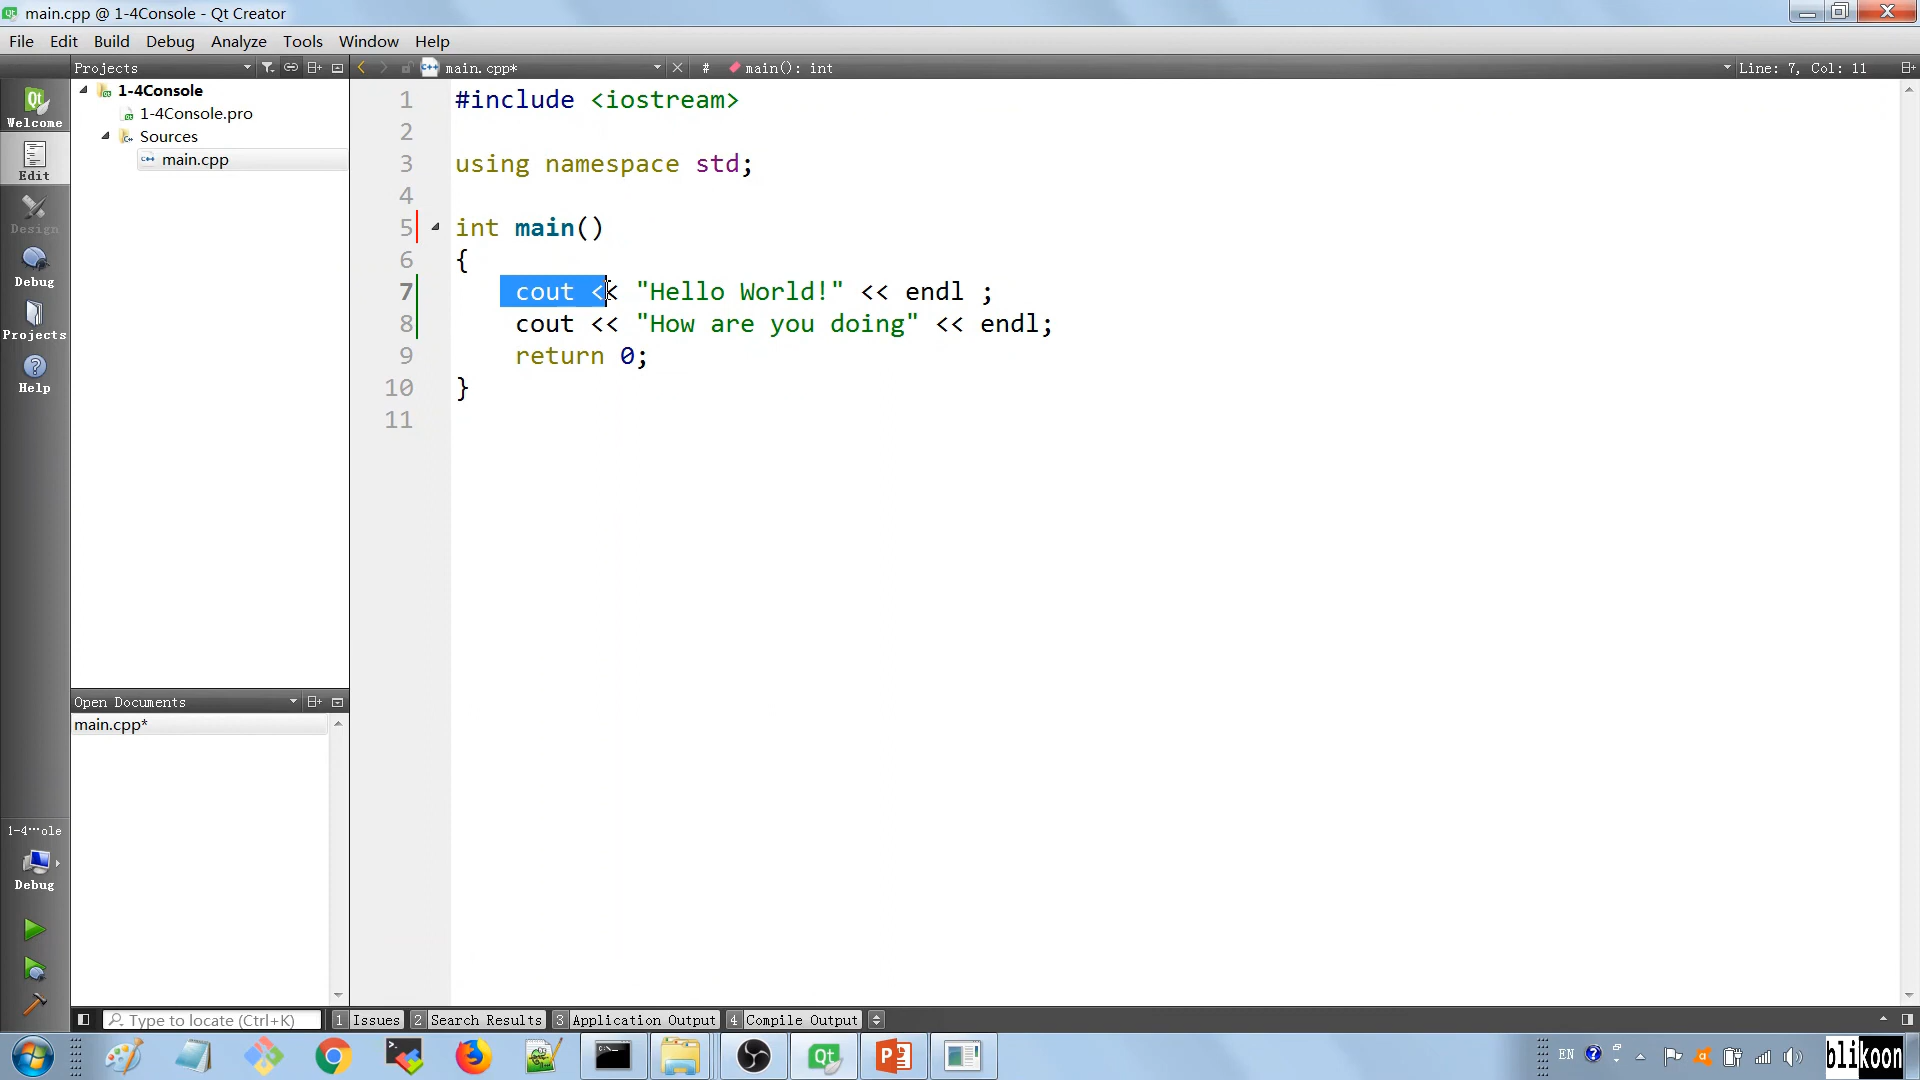 main.cpp @ 1-4Console - Qt Creator
File Edit Build Debug Analyze Tools Window Help
Projects
main.cpp*
#
main(): int
Line: 7, Col: 11
Welcome
Edit
Design
Debug
Projects
Help
1-4Console
1-4Console.pro
Sources
main.cpp
1 #include <iostream>
2
3 using namespace std;
4
5 int main()
6 {
7 cout << "Hello World!" << endl ;
8 cout << "How are you doing" << endl;
9 return 0;
10 }
11
Open Documents
main.cpp*
1-4···ole
Debug
Type to locate (Ctrl+K)
1 Issues
2 Search Results
3 Application Output
4 Compile Output
EN
blikoon